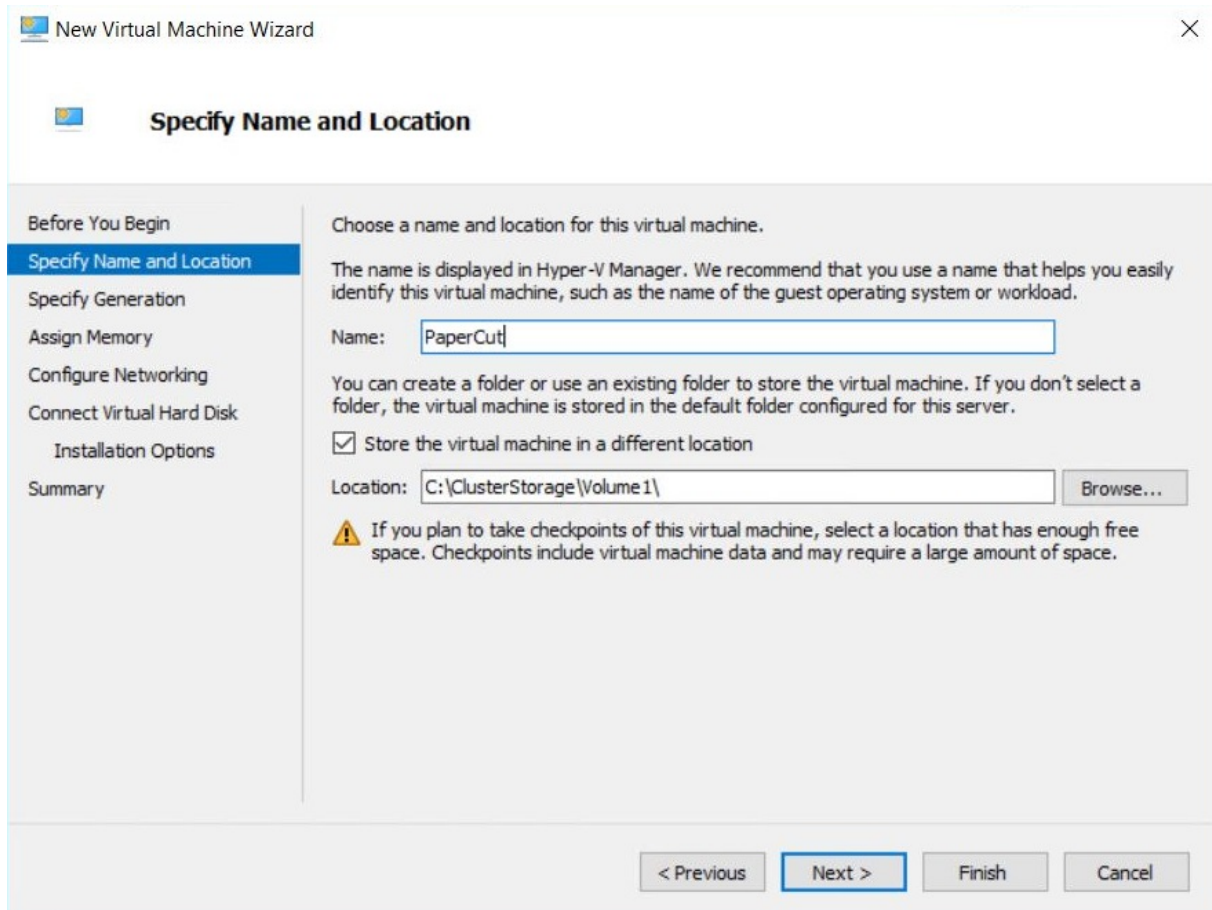 New Virtual Machine Wizard
Specify Name and Location
Before You Begin
Specify Name and Location
Specify Generation
Assign Memory
Configure Networking
Connect Virtual Hard Disk
Installation Options
Summary
Choose a name and location for this virtual machine.
The name is displayed in Hyper-V Manager. We recommend that you use a name that helps you easily
identify this virtual machine, such as the name of the guest operating system or workload.
Name: PaperCut
You can create a folder or use an existing folder to store the virtual machine. If you don't select a
folder, the virtual machine is stored in the default folder configured for this server.
Store the virtual machine in a different location
Location: C:\ClusterStorage\Volume1\ Browse...
If you plan to take checkpoints of this virtual machine, select a location that has enough free
space. Checkpoints include virtual machine data and may require a large amount of space.
< Previous Next > Finish Cancel